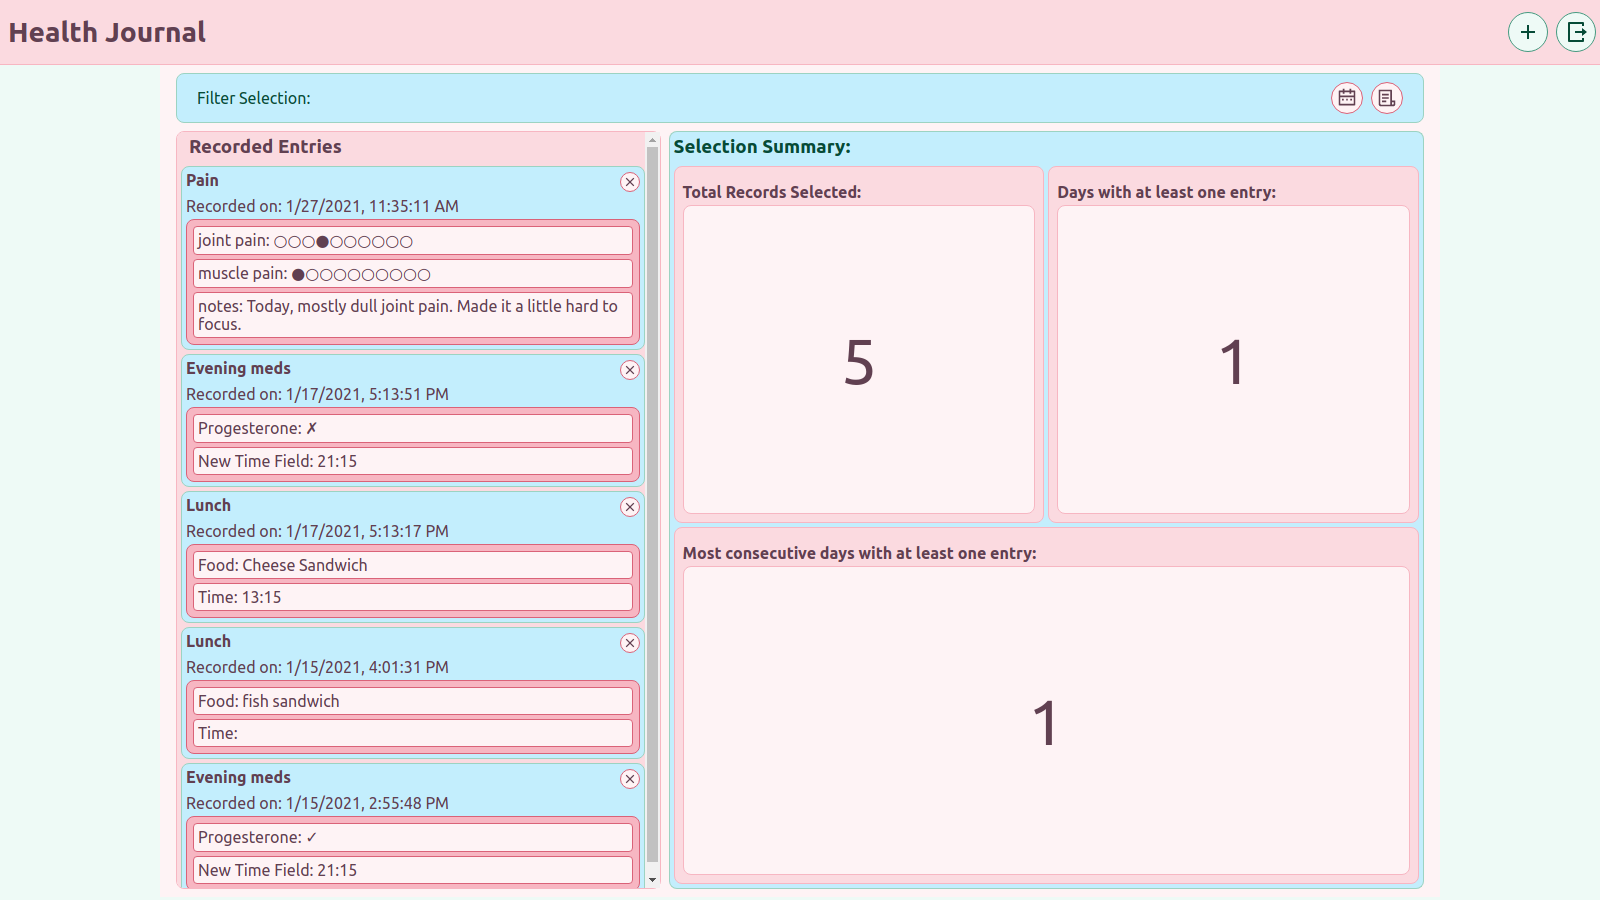 Health Journal
Filter Selection:
Recorded Entries
Pain
Recorded on: 1/27/2021, 11:35:11 AM
joint pain: ○○○●○○○○○○
muscle pain: ●○○○○○○○○○
notes: Today, mostly dull joint pain. Made it a little hard to
focus.
Evening meds
Recorded on: 1/17/2021, 5:13:51 PM
Progesterone: ✗
New Time Field: 21:15
Lunch
Recorded on: 1/17/2021, 5:13:17 PM
Food: Cheese Sandwich
Time: 13:15
Lunch
Recorded on: 1/15/2021, 4:01:31 PM
Food: fish sandwich
Time:
Evening meds
Recorded on: 1/15/2021, 2:55:48 PM
Progesterone: ✓
New Time Field: 21:15
Selection Summary:
Total Records Selected:
5
Days with at least one entry:
1
Most consecutive days with at least one entry:
1